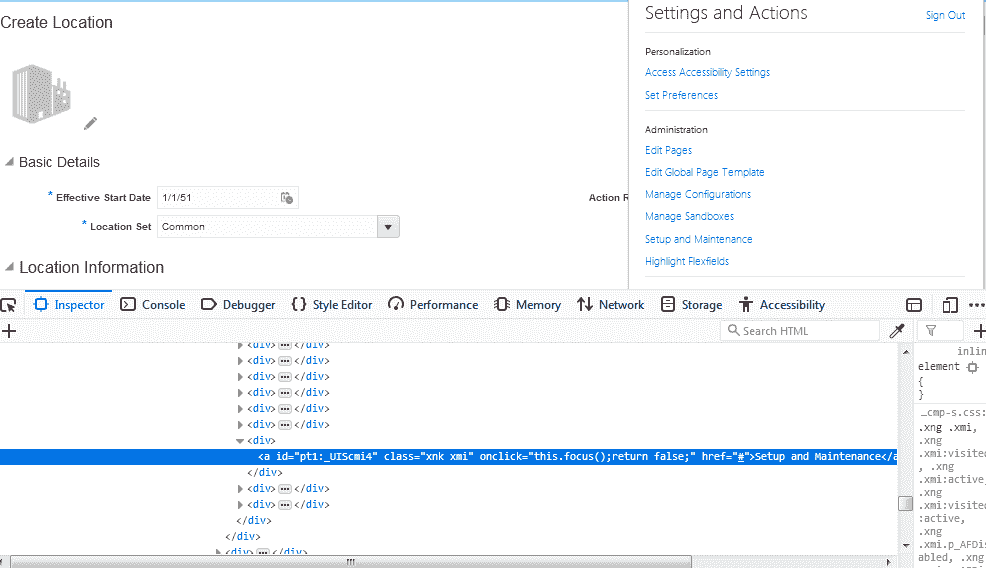 Create Location
Settings and Actions
Sign Out
Personalization
Access Accessibility Settings
Set Preferences
Administration
Edit Pages
Edit Global Page Template
Manage Configurations
Manage Sandboxes
Setup and Maintenance
Highlight Flexfields
Basic Details
* Effective Start Date 1/1/51
Action R
* Location Set Common
Location Information
Inspector Console Debugger {} Style Editor Performance Memory Network Storage Accessibility
+ Search HTML +
<div> </div>
<div> </div>
<div> </div>
<div> </div>
<div> </div>
<div> </div>
<div>
<a id="pt1:_UIScmi4" class="xnk xmi" onclick="this.focus();return false;" href="#">Setup and Maintenance</a
</div>
<div> </div>
<div> </div>
</div>
</div>
<div> </div>
inlin
element
{
}
…cmp-s.css:
.xng .xmi,
.xng
.xmi:visited
, .xng
.xmi:active,
.xng
.xmi:visited
:active,
.xng
.xmi.p_AFDis
abled, .xng